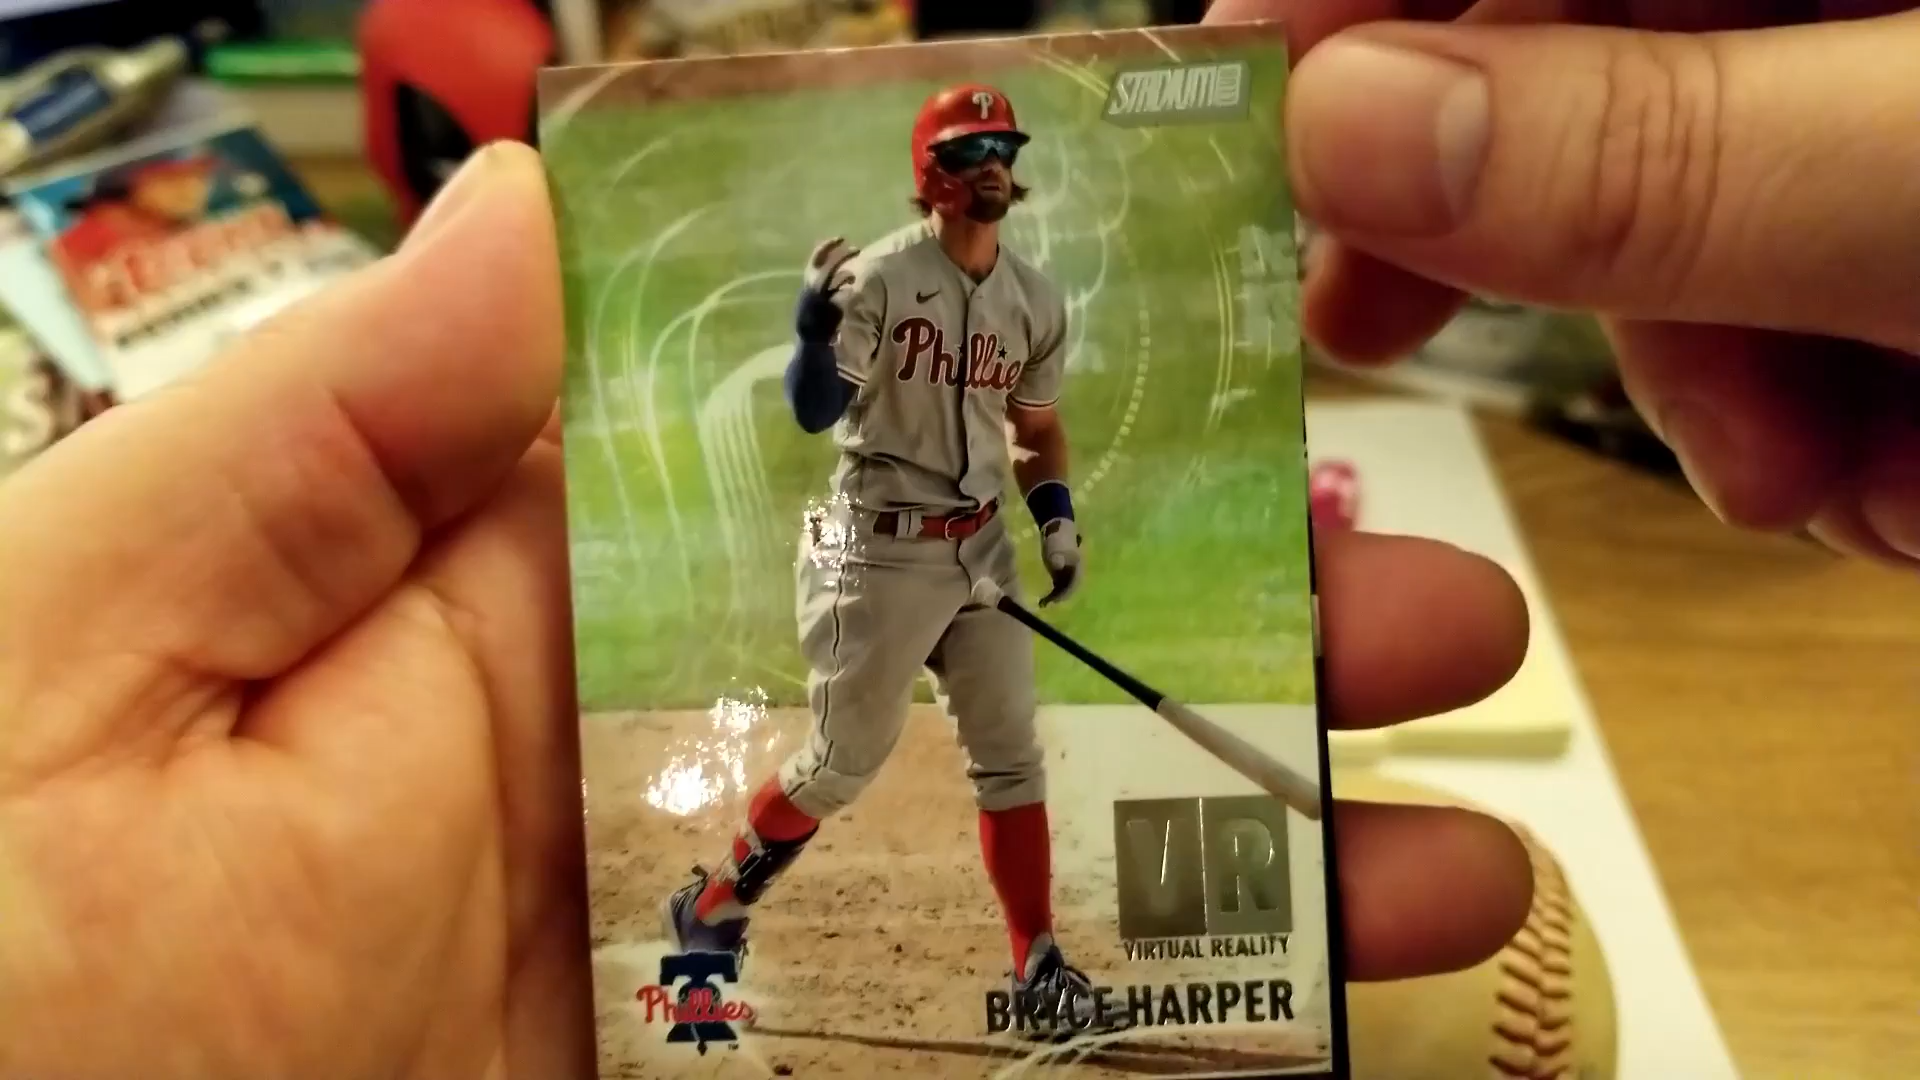 STADIUM
P
Phillies
VR
VIRTUAL REALITY
Phillies
BRYCE HARPER